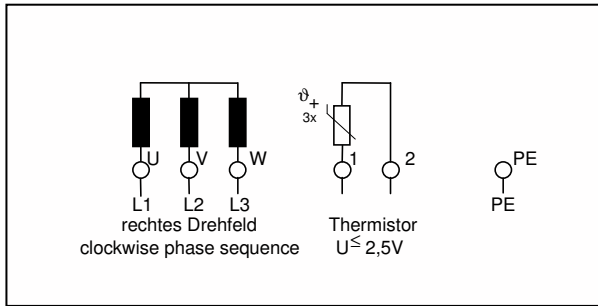 ϑ
+
3x
U V W 1 2 PE
L1 L2 L3 PE
rechtes Drehfeld Thermistor
clockwise phase sequence U ≤ 2,5V